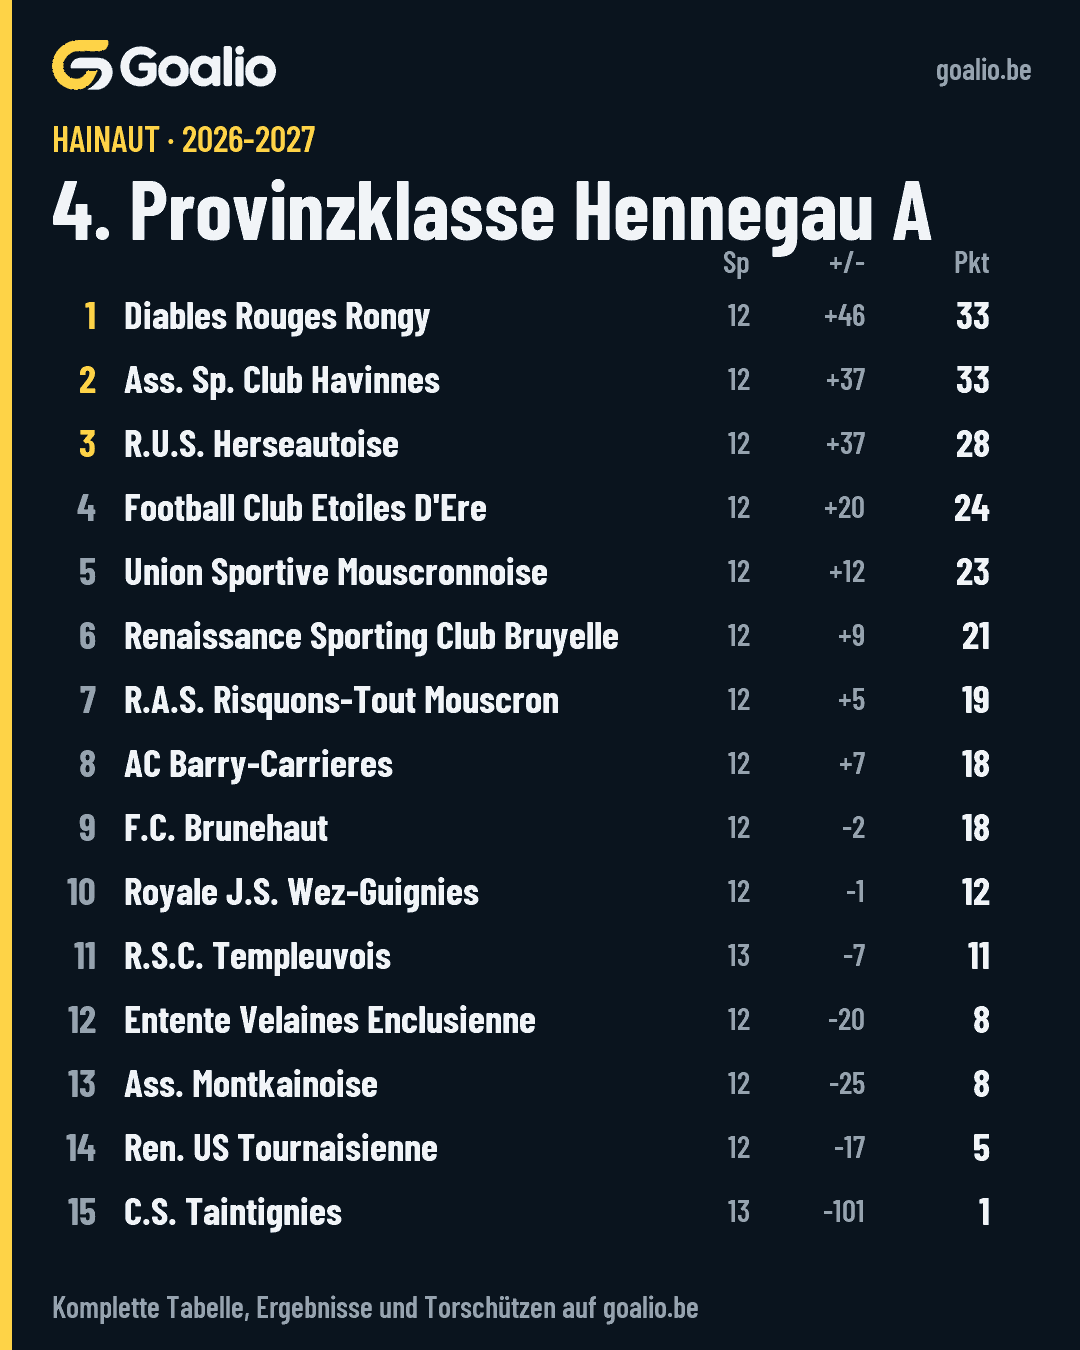 Goalio
goalio.be
HAINAUT · 2026-2027
4. Provinzklasse Hennegau A
Sp +/- Pkt
1 Diables Rouges Rongy 12 +46 33
2 Ass. Sp. Club Havinnes 12 +37 33
3 R.U.S. Herseautoise 12 +37 28
4 Football Club Etoiles D'Ere 12 +20 24
5 Union Sportive Mouscronnoise 12 +12 23
6 Renaissance Sporting Club Bruyelle 12 +9 21
7 R.A.S. Risquons-Tout Mouscron 12 +5 19
8 AC Barry-Carrieres 12 +7 18
9 F.C. Brunehaut 12 -2 18
10 Royale J.S. Wez-Guignies 12 -1 12
11 R.S.C. Templeuvois 13 -7 11
12 Entente Velaines Enclusienne 12 -20 8
13 Ass. Montkainoise 12 -25 8
14 Ren. US Tournaisienne 12 -17 5
15 C.S. Taintignies 13 -101 1
Komplette Tabelle, Ergebnisse und Torschützen auf goalio.be